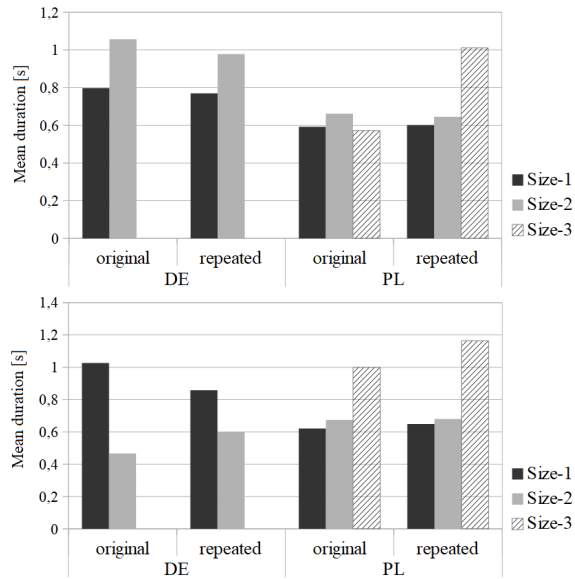 1,2
1
0,8
0,6
0,4
0,2
0
Mean duration [s]
original repeated original repeated
DE PL
Size-1
Size-2
Size-3
1,4
1,2
1
0,8
0,6
0,4
0,2
0
Mean duration [s]
original repeated original repeated
DE PL
Size-1
Size-2
Size-3